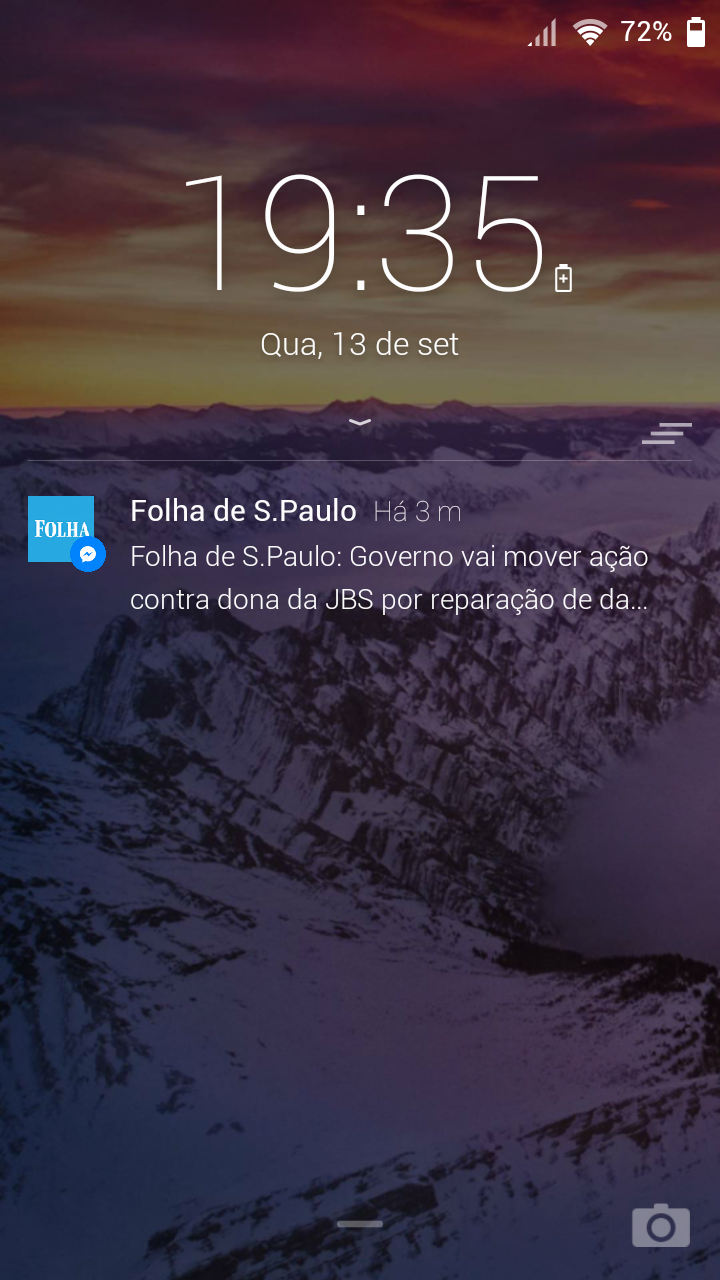 72%
19:35
Qua, 13 de set
FOLHA
Folha de S.Paulo Há 3 m
Folha de S.Paulo: Governo vai mover ação
contra dona da JBS por reparação de da...